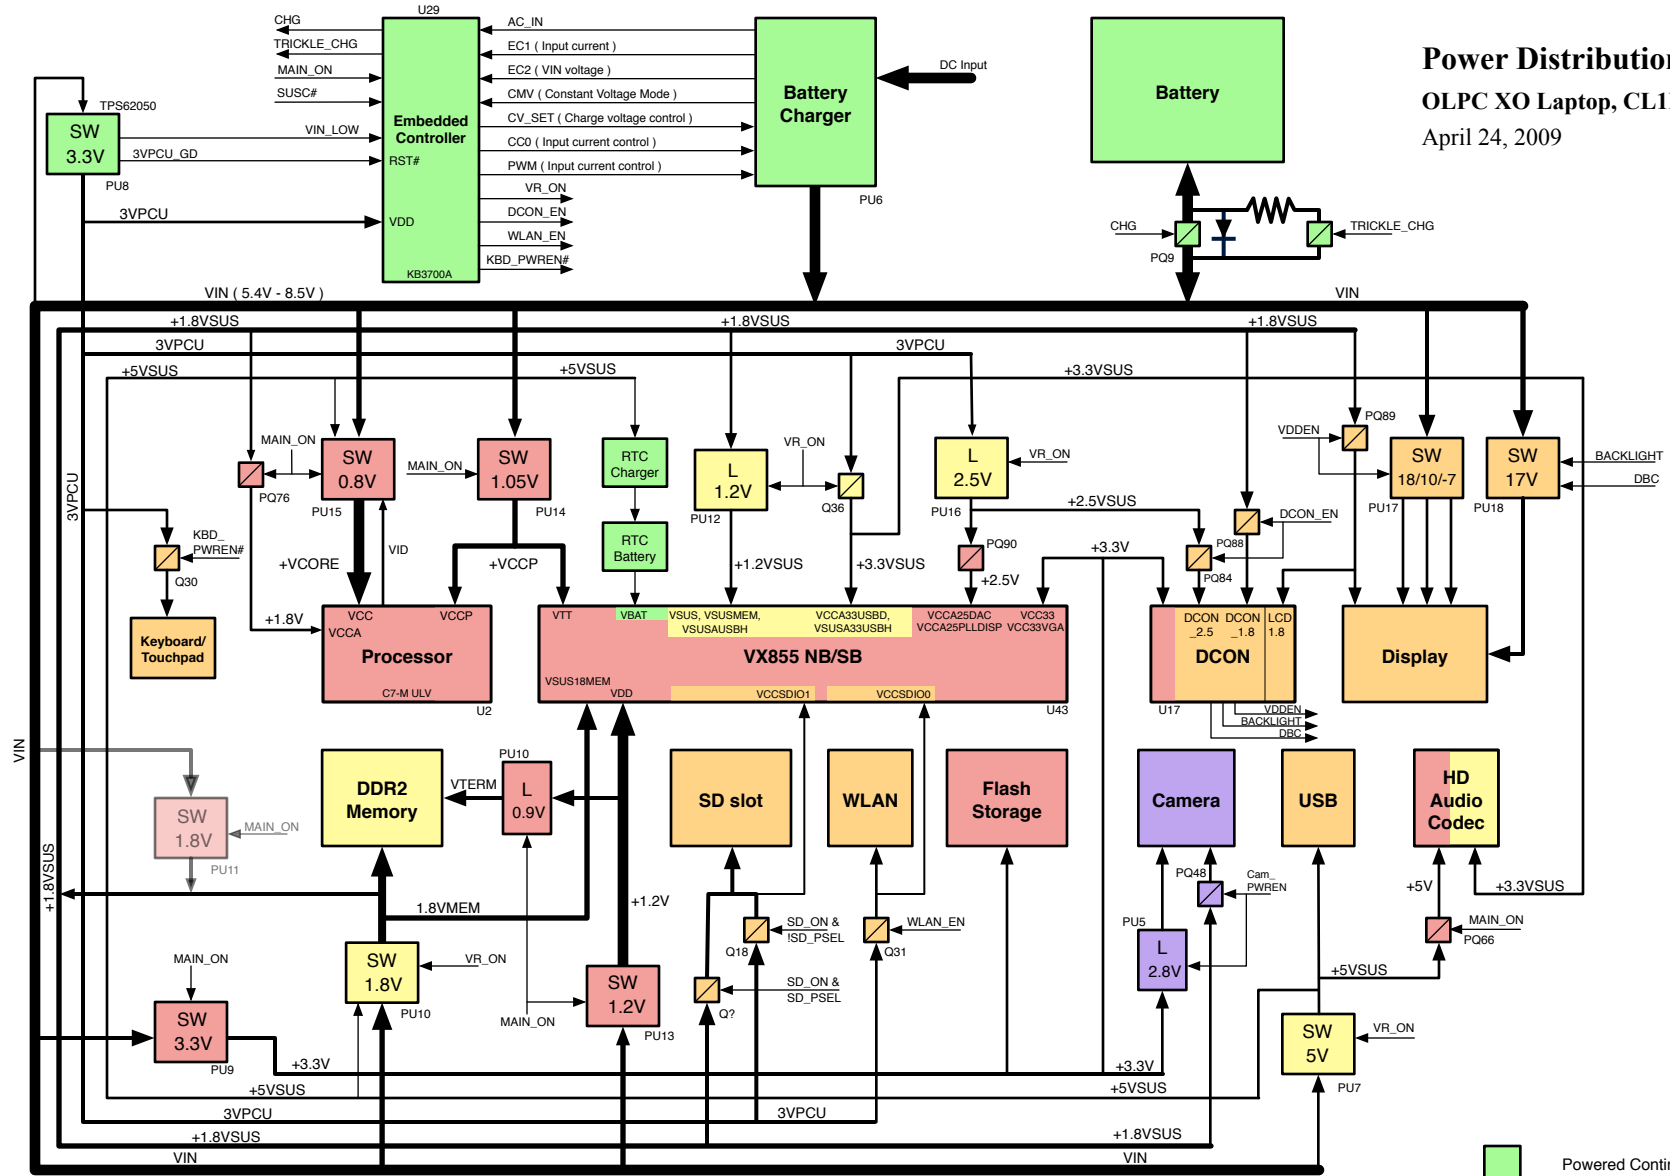 U29
CHG
AC_IN
TRICKLE_CHG
EC1 ( Input current )
MAIN_ON
EC2 ( VIN voltage )
SUSC#
CMV ( Constant Voltage Mode )
CV_SET ( Charge voltage control )
CC0 ( Input current control )
PWM ( Input current control )
VR_ON
DCON_EN
WLAN_EN
KBD_PWREN#
Embedded
Controller
RST#
VDD
KB3700A
TPS62050
SW
3.3V
PU8
VIN_LOW
3VPCU_GD
3VPCU
Battery
Charger
PU6
DC Input
Battery
CHG
PQ9
TRICKLE_CHG
Power Distribution
OLPC XO Laptop, CL1
April 24, 2009
VIN ( 5.4V - 8.5V )
VIN
+1.8VSUS
+1.8VSUS
+1.8VSUS
3VPCU
3VPCU
+5VSUS
+5VSUS
+3.3VSUS
MAIN_ON
PQ76
SW
0.8V
PU15
MAIN_ON
SW
1.05V
PU14
RTC
Charger
RTC
Battery
L
1.2V
PU12
VR_ON
Q36
L
2.5V
PU16
VR_ON
+2.5VSUS
PQ90
+2.5V
PQ89
VDDEN
SW
18/10/-7
PU17
SW
17V
PU18
BACKLIGHT
DBC
DCON_EN
PQ88
PQ84
3VPCU
KBD_
PWREN#
Q30
Keyboard/
Touchpad
+VCORE
VID
+VCCP
+1.2VSUS
+3.3VSUS
+3.3V
+1.8V
VCC
VCCA
VCCP
Processor
C7-M ULV
U2
VTT
VBAT
VSUS, VSUSMEM,
VSUSAUSBH
VCCA33USBD,
VSUSA33USBH
VCCA25DAC
VCCA25PLLDISP
VCC33
VCC33VGA
VX855 NB/SB
VSUS18MEM
VDD
VCCSDIO1
VCCSDIO0
U43
DCON
_2.5
DCON
_1.8
LCD
1.8
DCON
U17
VDDEN
BACKLIGHT
DBC
Display
VIN
SW
1.8V
MAIN_ON
PU11
DDR2
Memory
VTERM
PU10
L
0.9V
SD slot
WLAN
Flash
Storage
Camera
USB
HD
Audio
Codec
+1.8VSUS
1.8VMEM
+1.2V
PQ48
Cam_
PWREN
+5V
+3.3VSUS
MAIN_ON
PQ66
SD_ON &
!SD_PSEL
Q18
WLAN_EN
Q31
PU5
L
2.8V
MAIN_ON
SW
3.3V
PU9
SW
1.8V
PU10
VR_ON
MAIN_ON
SW
1.2V
PU13
SD_ON &
SD_PSEL
Q?
+5VSUS
SW
5V
PU7
VR_ON
+3.3V
+3.3V
+5VSUS
+5VSUS
3VPCU
3VPCU
+1.8VSUS
+1.8VSUS
VIN
VIN
Powered Contin